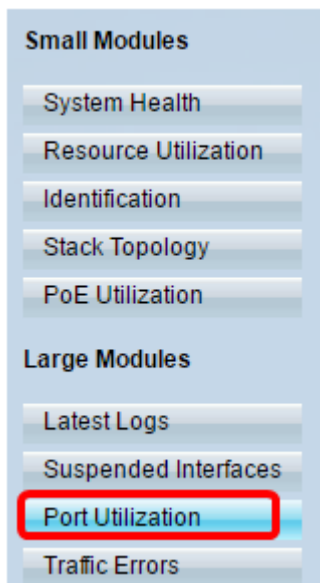 Small Modules
System Health
Resource Utilization
Identification
Stack Topology
PoE Utilization
Large Modules
Latest Logs
Suspended Interfaces
Port Utilization
Traffic Errors